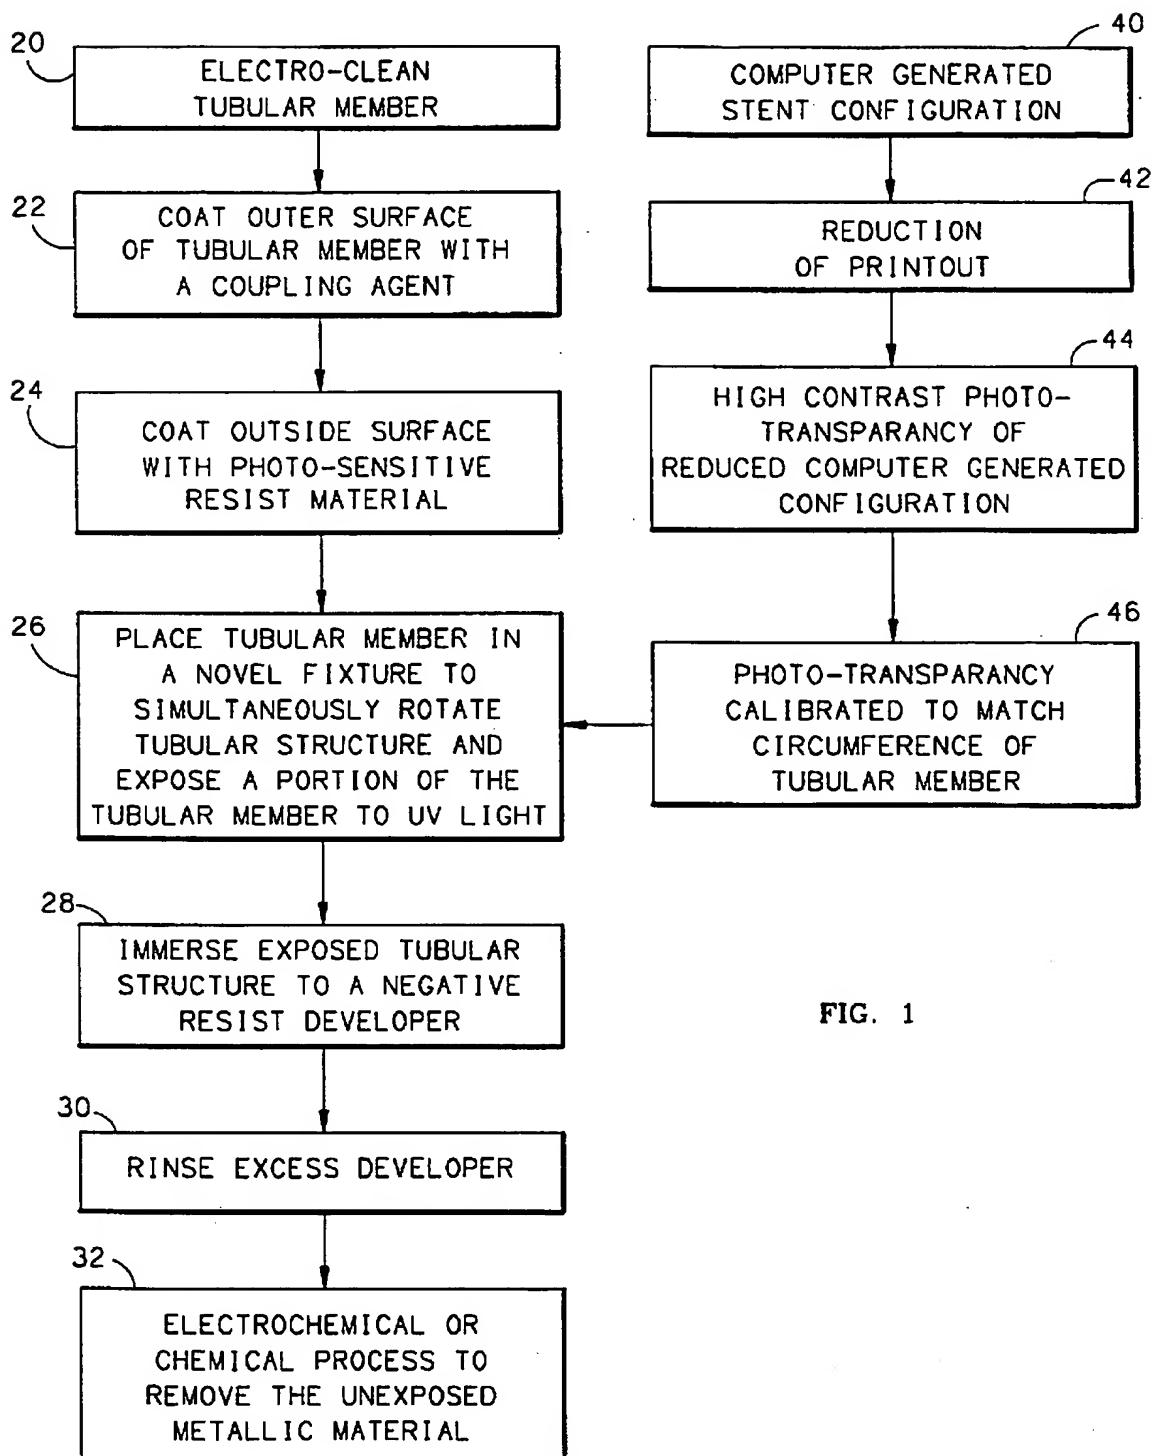 20
ELECTRO-CLEAN
TUBULAR MEMBER
22
COAT OUTER SURFACE
OF TUBULAR MEMBER WITH
A COUPLING AGENT
24
COAT OUTSIDE SURFACE
WITH PHOTO-SENSITIVE
RESIST MATERIAL
26
PLACE TUBULAR MEMBER IN
A NOVEL FIXTURE TO
SIMULTANEOUSLY ROTATE
TUBULAR STRUCTURE AND
EXPOSE A PORTION OF THE
TUBULAR MEMBER TO UV LIGHT
28
IMMERSE EXPOSED TUBULAR
STRUCTURE TO A NEGATIVE
RESIST DEVELOPER
30
RINSE EXCESS DEVELOPER
32
ELECTROCHEMICAL OR
CHEMICAL PROCESS TO
REMOVE THE UNEXPOSED
METALLIC MATERIAL
40
COMPUTER GENERATED
STENT CONFIGURATION
42
REDUCTION
OF PRINTOUT
44
HIGH CONTRAST PHOTO-
TRANSPARANCY OF
REDUCED COMPUTER GENERATED
CONFIGURATION
46
PHOTO-TRANSPARANCY
CALIBRATED TO MATCH
CIRCUMFERENCE OF
TUBULAR MEMBER
FIG. 1